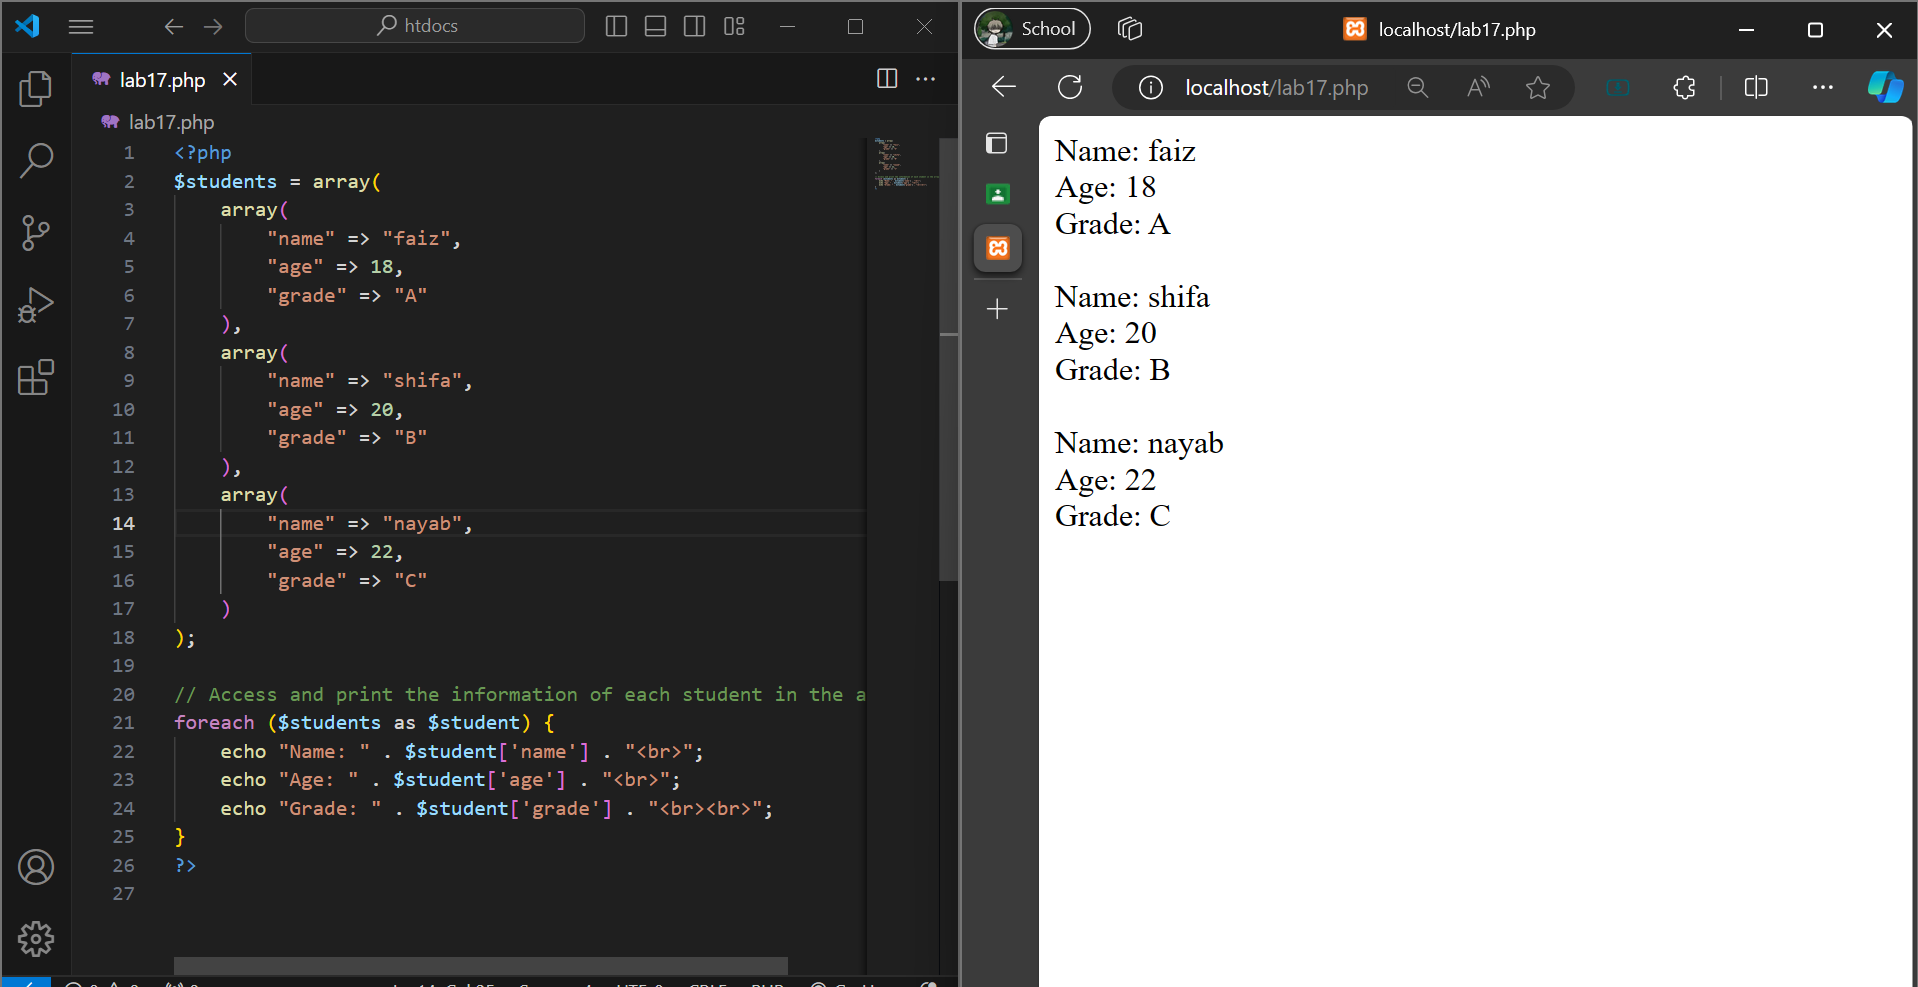 htdocs
lab17.php
lab17.php
1 <?php
2 $students = array(
3     array(
4         "name" => "faiz",
5         "age" => 18,
6         "grade" => "A"
7     ),
8     array(
9         "name" => "shifa",
10         "age" => 20,
11         "grade" => "B"
12     ),
13     array(
14         "name" => "nayab",
15         "age" => 22,
16         "grade" => "C"
17     )
18 );
19
20 // Access and print the information of each student in the a
21 foreach ($students as $student) {
22     echo "Name: " . $student['name'] . "<br>";
23     echo "Age: " . $student['age'] . "<br>";
24     echo "Grade: " . $student['grade'] . "<br><br>";
25 }
26 ?>
27
School
localhost/lab17.php
localhost/lab17.php
Name: faiz
Age: 18
Grade: A
Name: shifa
Age: 20
Grade: B
Name: nayab
Age: 22
Grade: C